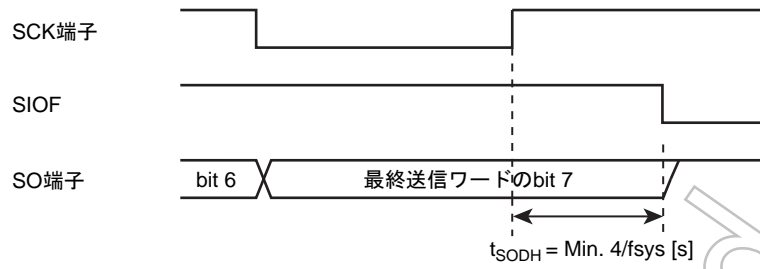 SCK端子
SIOF
SO端子
bit 6
最終送信ワードのbit 7
tSODH = Min. 4/fsys [s]